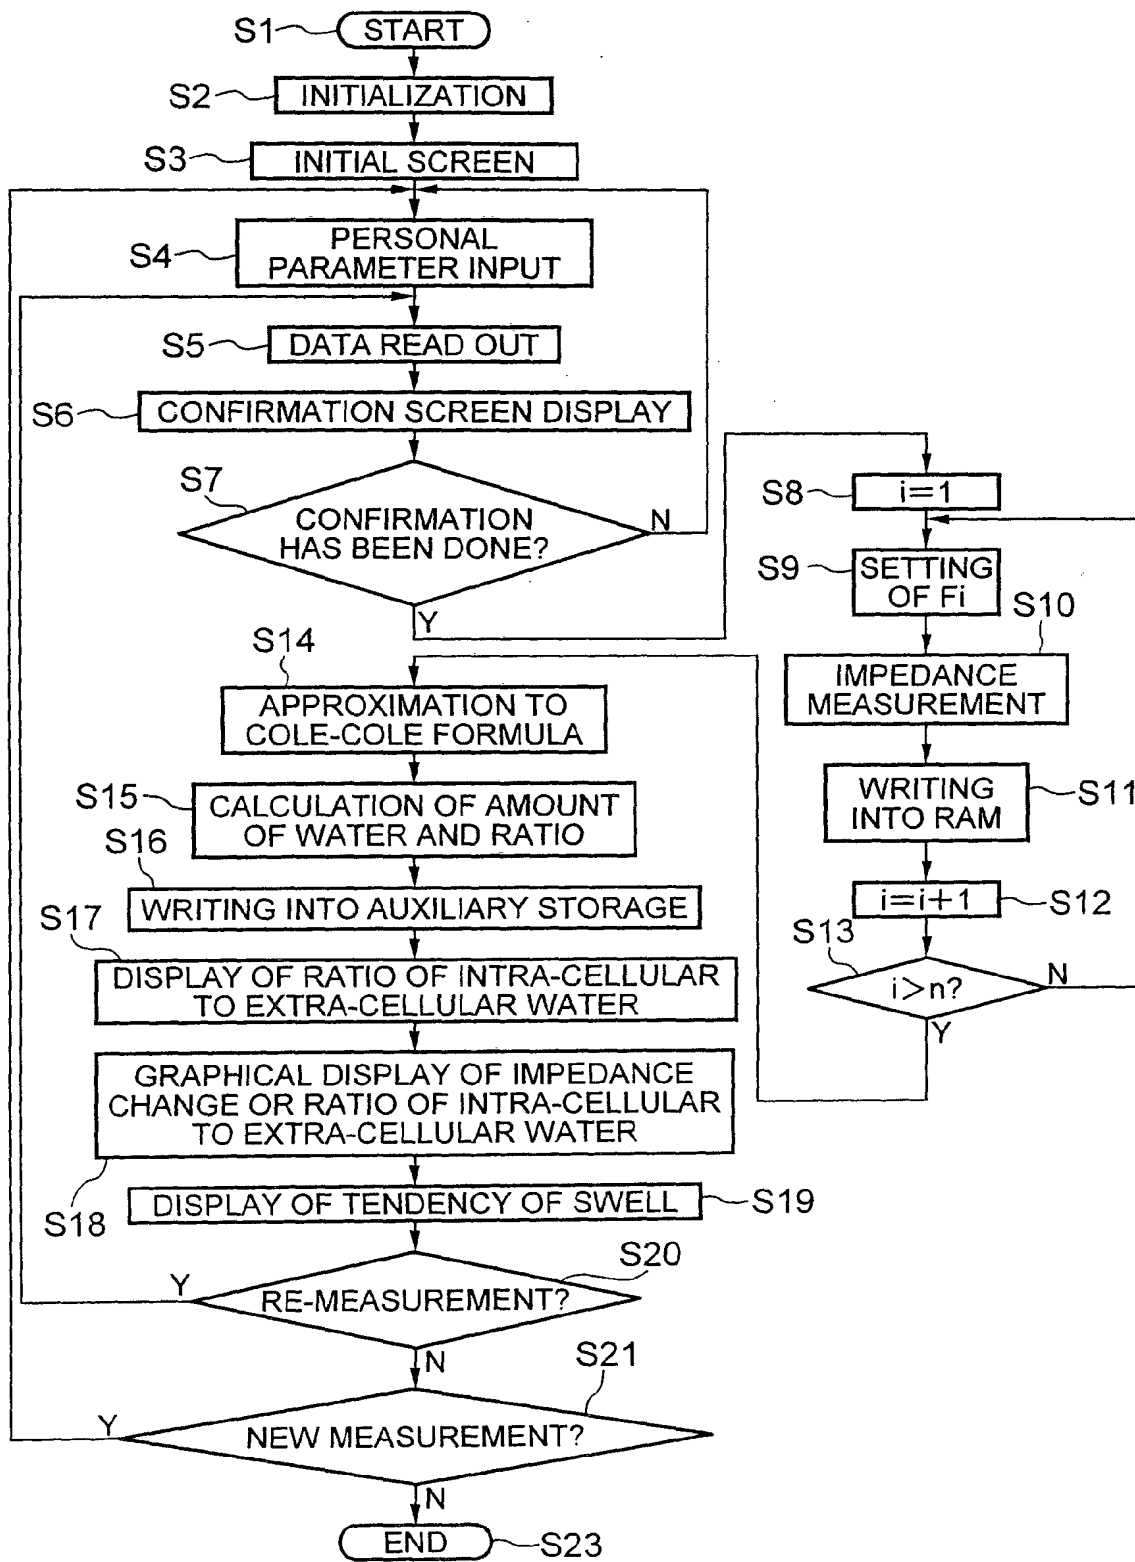 S1
START
S2
INITIALIZATION
S3
INITIAL SCREEN
S4
PERSONAL
PARAMETER INPUT
S5
DATA READ OUT
S6
CONFIRMATION SCREEN DISPLAY
S7
CONFIRMATION
HAS BEEN DONE?
N
Y
S8
i=1
S9
SETTING
OF Fi
S10
IMPEDANCE
MEASUREMENT
S11
WRITING
INTO RAM
S12
i=i+1
S13
i>n?
N
Y
S14
APPROXIMATION TO
COLE-COLE FORMULA
S15
CALCULATION OF AMOUNT
OF WATER AND RATIO
S16
WRITING INTO AUXILIARY STORAGE
S17
DISPLAY OF RATIO OF INTRA-CELLULAR
TO EXTRA-CELLULAR WATER
GRAPHICAL DISPLAY OF IMPEDANCE
CHANGE OR RATIO OF INTRA-CELLULAR
TO EXTRA-CELLULAR WATER
S18
DISPLAY OF TENDENCY OF SWELL
S19
S20
Y
RE-MEASUREMENT?
N
S21
Y
NEW MEASUREMENT?
N
END
S23